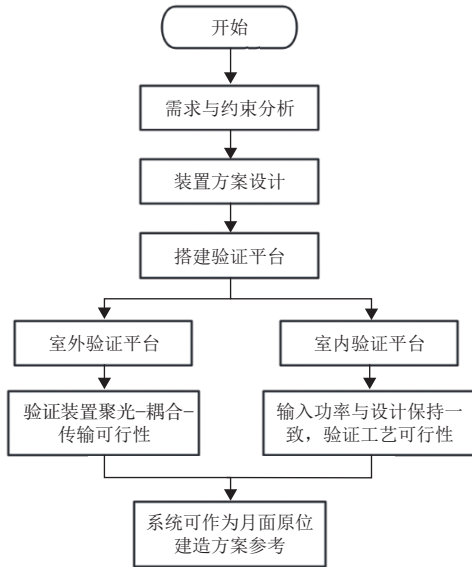 开始
需求与约束分析
装置方案设计
搭建验证平台
室外验证平台
室内验证平台
验证装置聚光–耦合–
传输可行性
输入功率与设计保持一
致，验证工艺可行性
系统可作为月面原位
建造方案参考